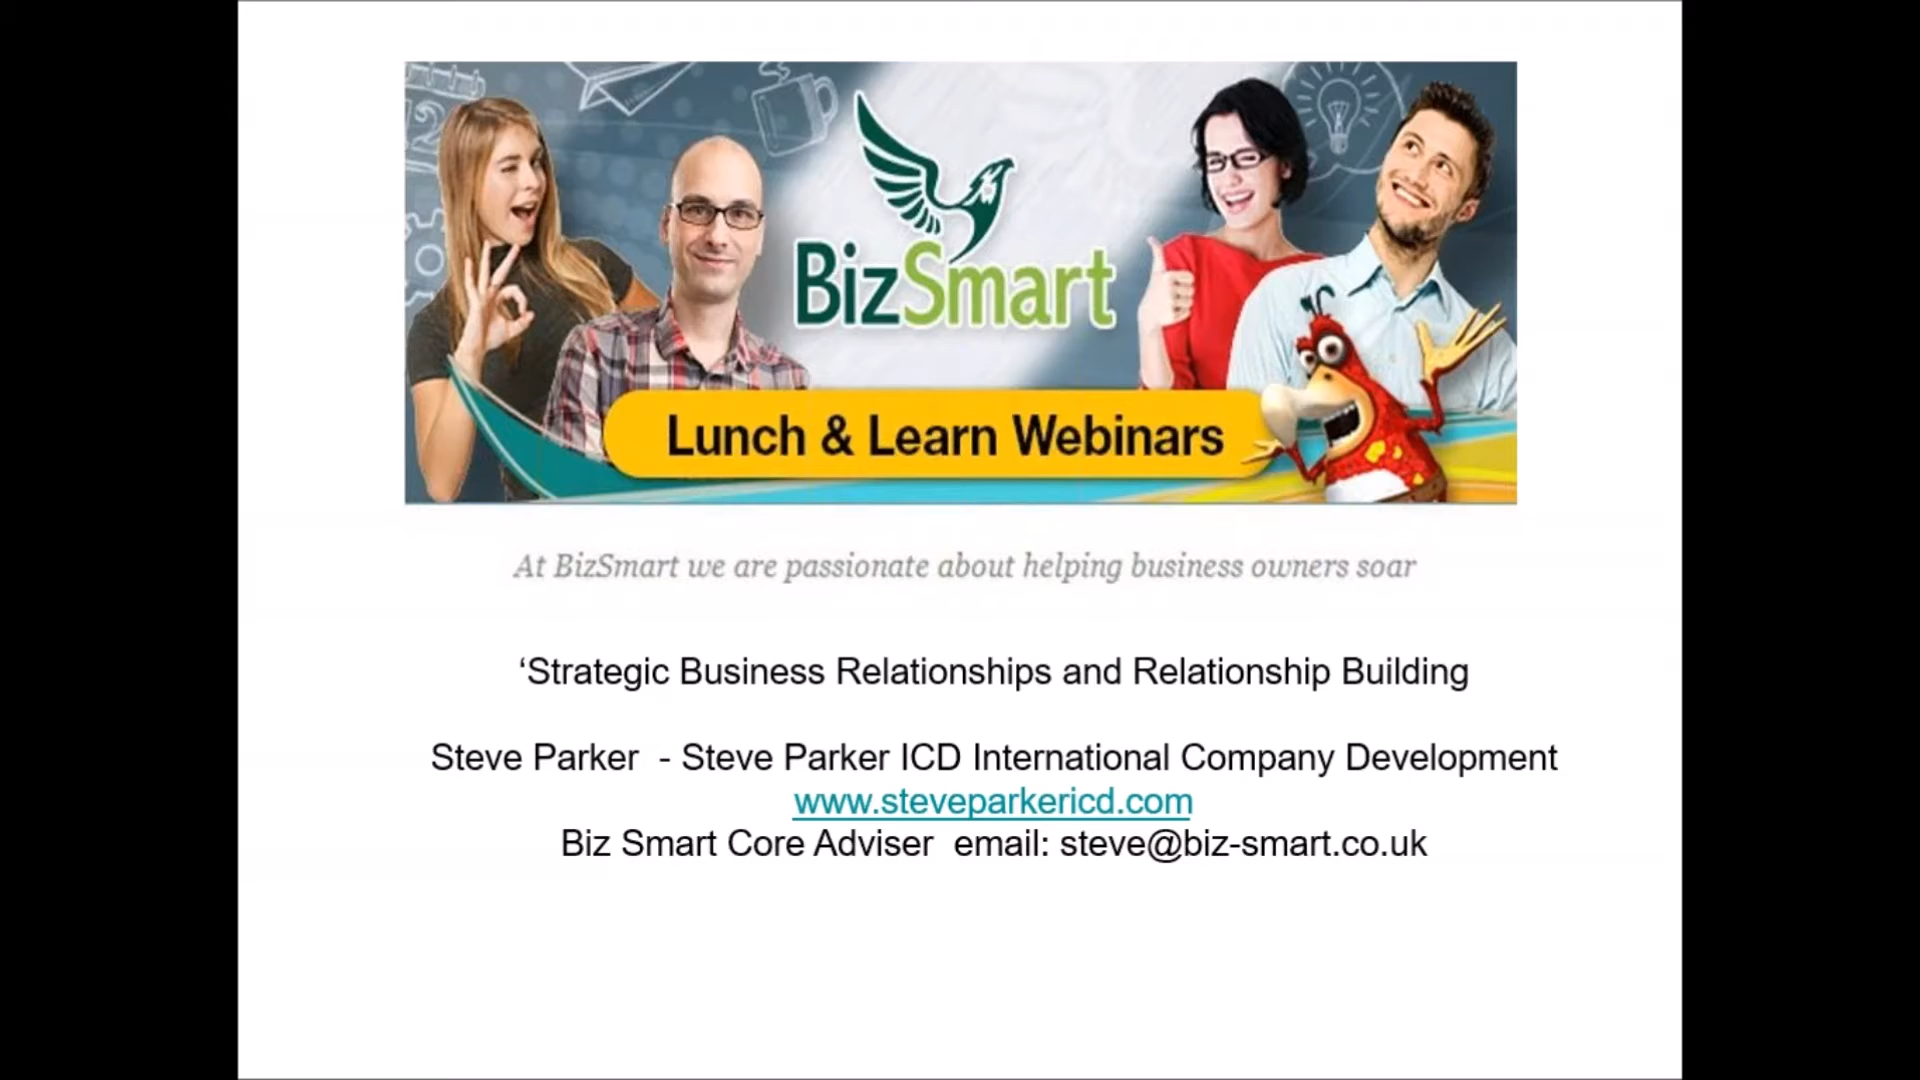 BizSmart
Lunch & Learn Webinars
At BizSmart we are passionate about helping business owners soar
‘Strategic Business Relationships and Relationship Building
Steve Parker  - Steve Parker ICD International Company Development
www.steveparkericd.com
Biz Smart Core Adviser  email: steve@biz-smart.co.uk